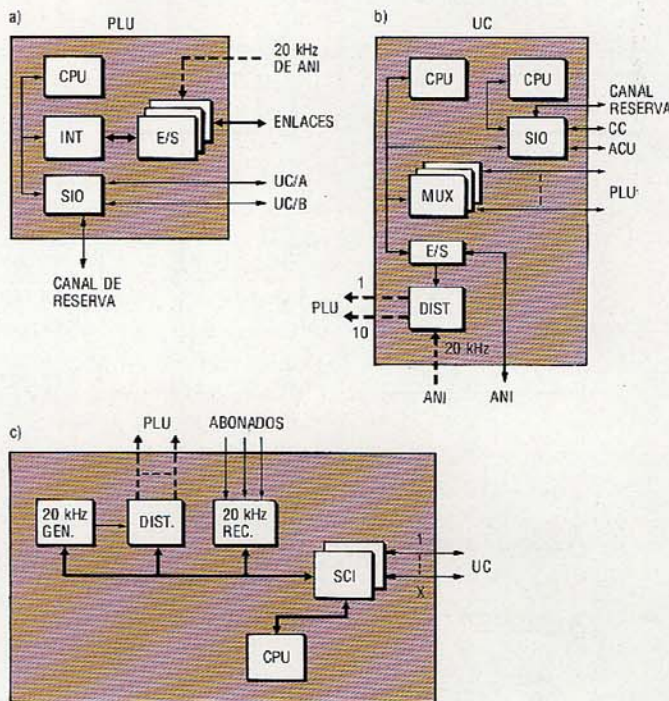 a)
PLU
CPU
INT
SIO
E/S
20 kHz
DE ANI
ENLACES
UC/A
UC/B
CANAL DE
RESERVA
b)
UC
CPU
CPU
SIO
CANAL
RESERVA
CC
ACU
MUX
PLU
E/S
DIST
1
PLU
10
20 kHz
ANI
ANI
c)
PLU
ABONADOS
20 kHz
GEN.
DIST.
20 kHz
REC.
SCI
1
X
UC
CPU